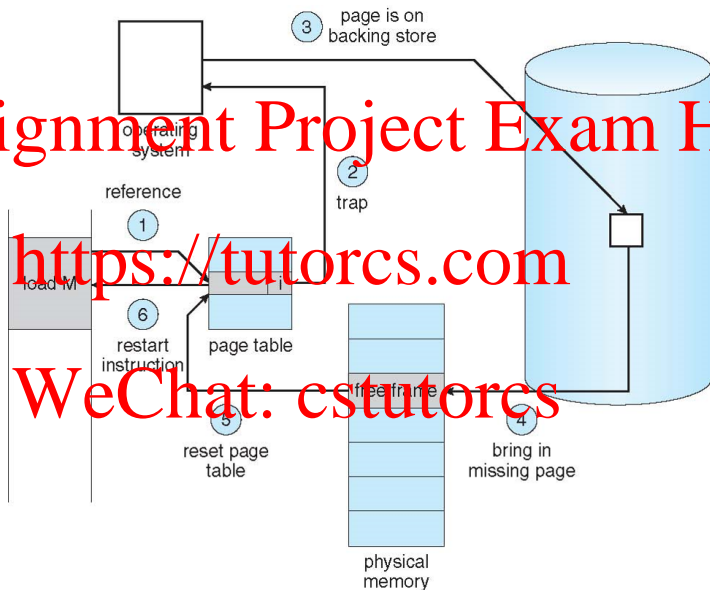 3
page is on
backing store
operating
system
ignment Project Exam H
2
trap
reference
1
https://tutorcs.com
load M
i
6
restart
instruction
page table
WeChat: cstutorcs
free frame
5
reset page
table
4
bring in
missing page
physical
memory